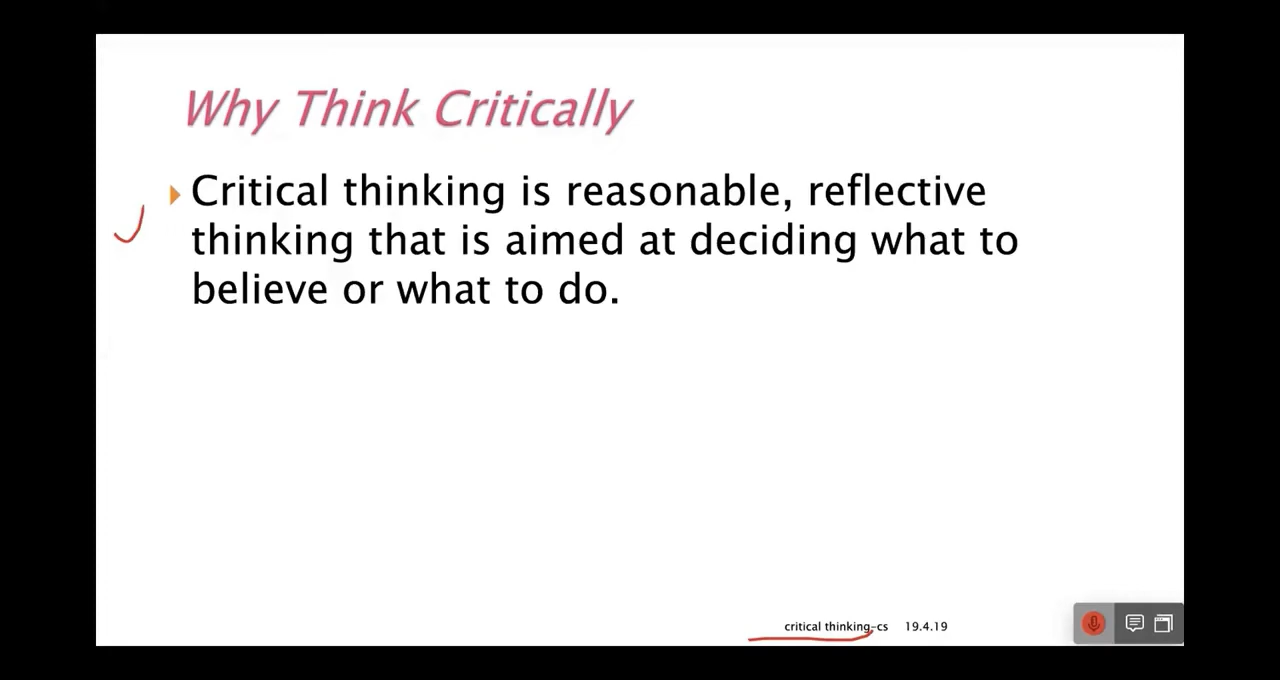 Why Think Critically
Critical thinking is reasonable, reflective
thinking that is aimed at deciding what to
believe or what to do.
critical thinking-cs 19.4.19